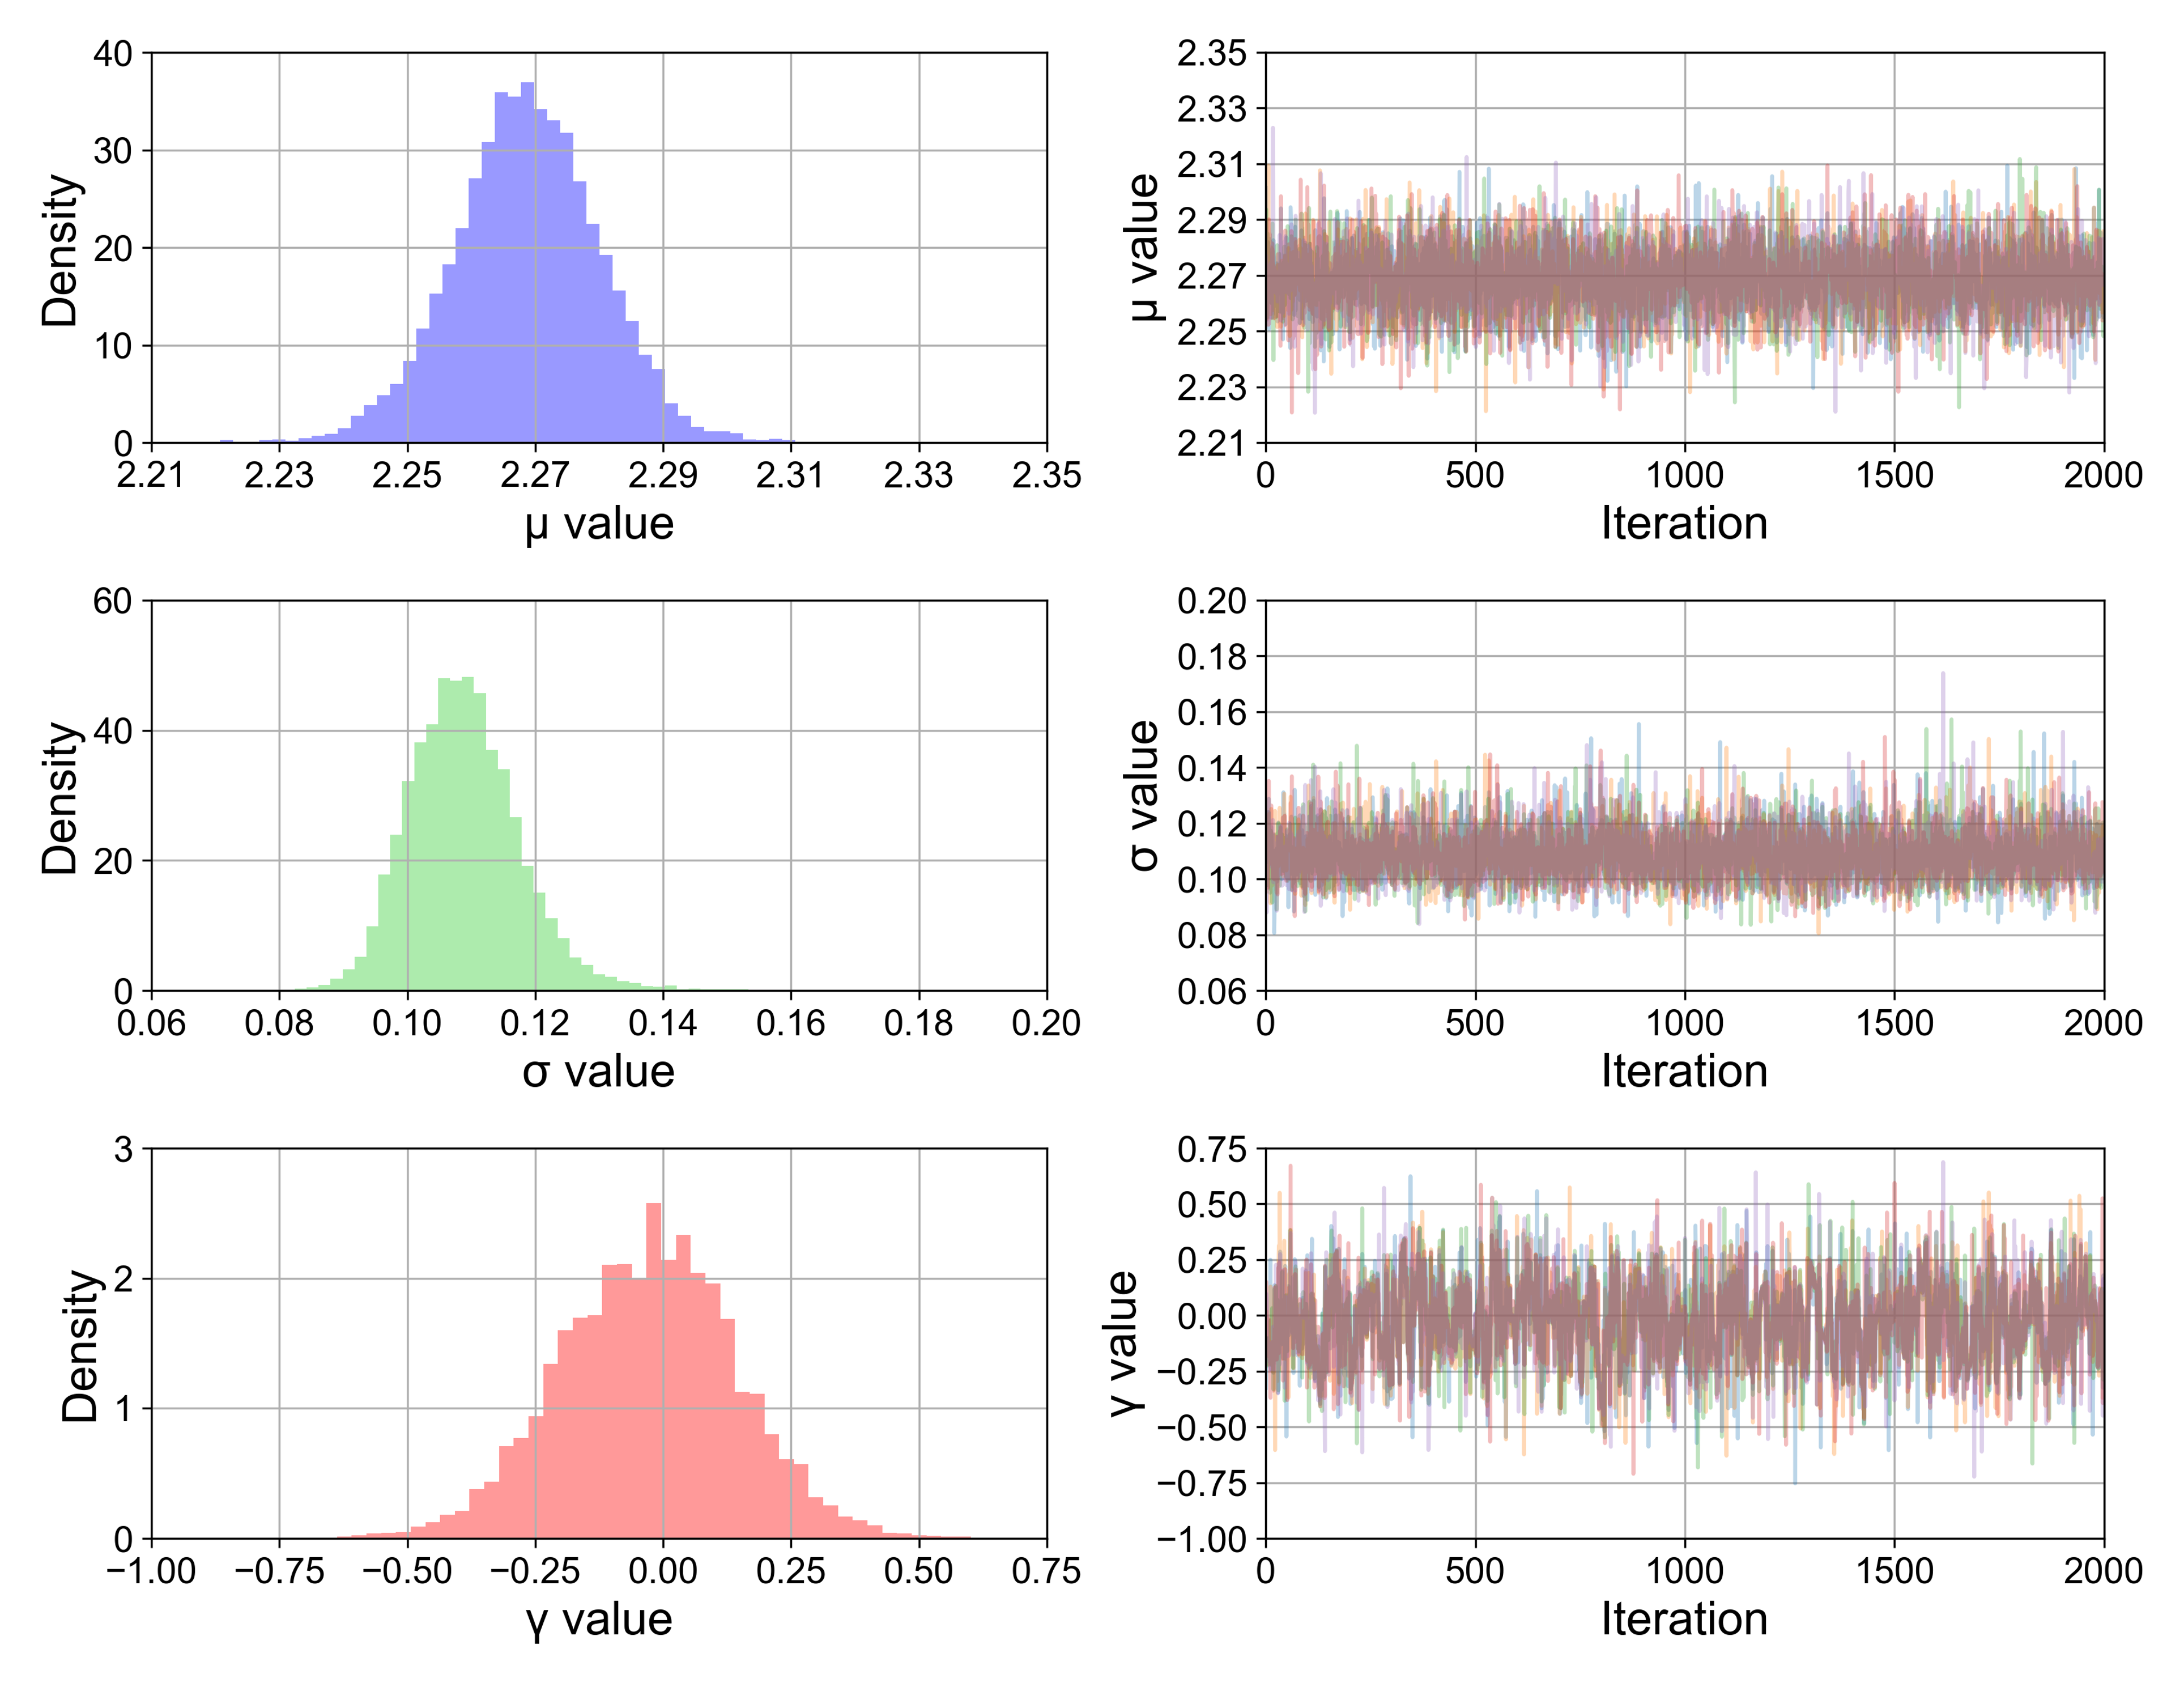 40
30
20
10
0
Density
2.21 2.23 2.25 2.27 2.29 2.31 2.33 2.35
μ value
2.35
2.33
2.31
2.29
2.27
2.25
2.23
2.21
μ value
0 500 1000 1500 2000
Iteration
60
40
20
0
Density
0.06 0.08 0.10 0.12 0.14 0.16 0.18 0.20
σ value
0.20
0.18
0.16
0.14
0.12
0.10
0.08
0.06
σ value
0 500 1000 1500 2000
Iteration
3
2
1
0
Density
−1.00 −0.75 −0.50 −0.25 0.00 0.25 0.50 0.75
γ value
0.75
0.50
0.25
0.00
−0.25
−0.50
−0.75
−1.00
γ value
0 500 1000 1500 2000
Iteration